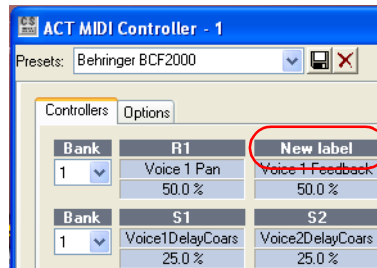 ACT MIDI Controller - 1
Presets: Behringer BCF2000
Controllers Options
Bank R1 New label
1 Voice 1 Pan Voice 1 Feedback
50.0 % 50.0 %
Bank S1 S2
1 Voice1DelayCoars Voice2DelayCoars
25.0 % 25.0 %